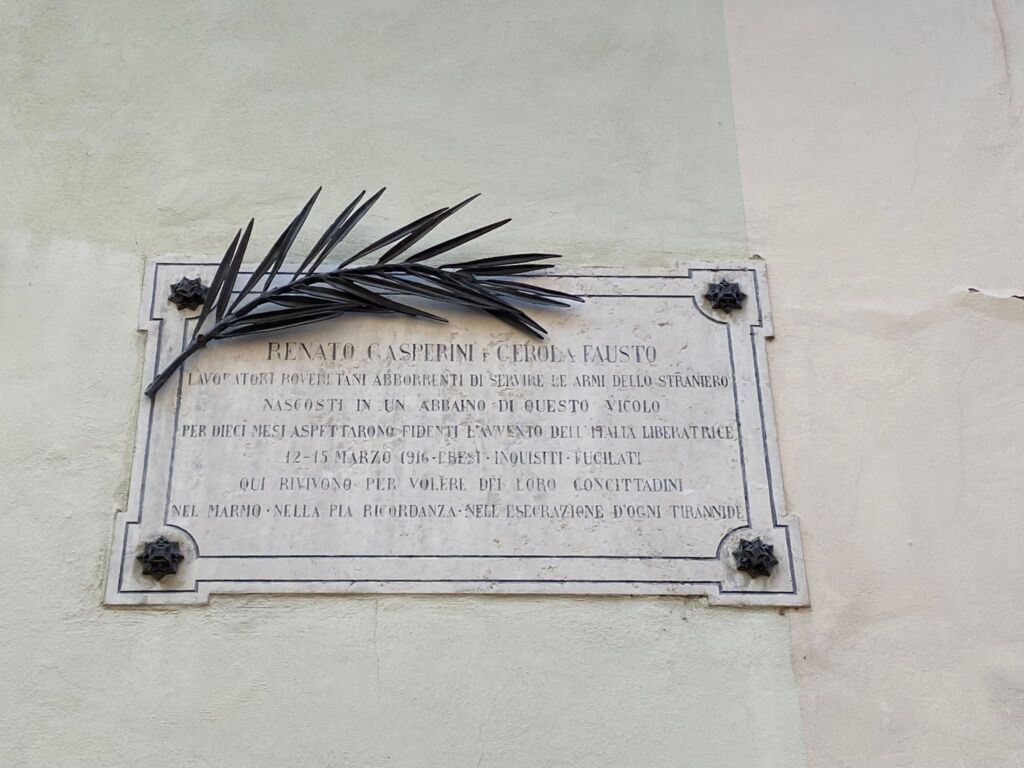 RENATO GASPERINI E GEROLA FAUSTO
LAVORATORI ROVERETANI ABBORRENTI DI SERVIRE LE ARMI DELLO STRANIERO
NASCOSTI IN UN ABBAINO DI QUESTO VICOLO
PER DIECI MESI ASPETTARONO FIDENTI L'AVVENTO DELL'ITALIA LIBERATRICE
12-15 MARZO 1916 · PRESI · INQUISITI · FUCILATI
QUI RIVIVONO PER VOLERE DEI LORO CONCITTADINI
NEL MARMO · NELLA PIA RICORDANZA · NELL'ESECRAZIONE D'OGNI TIRANNIDE